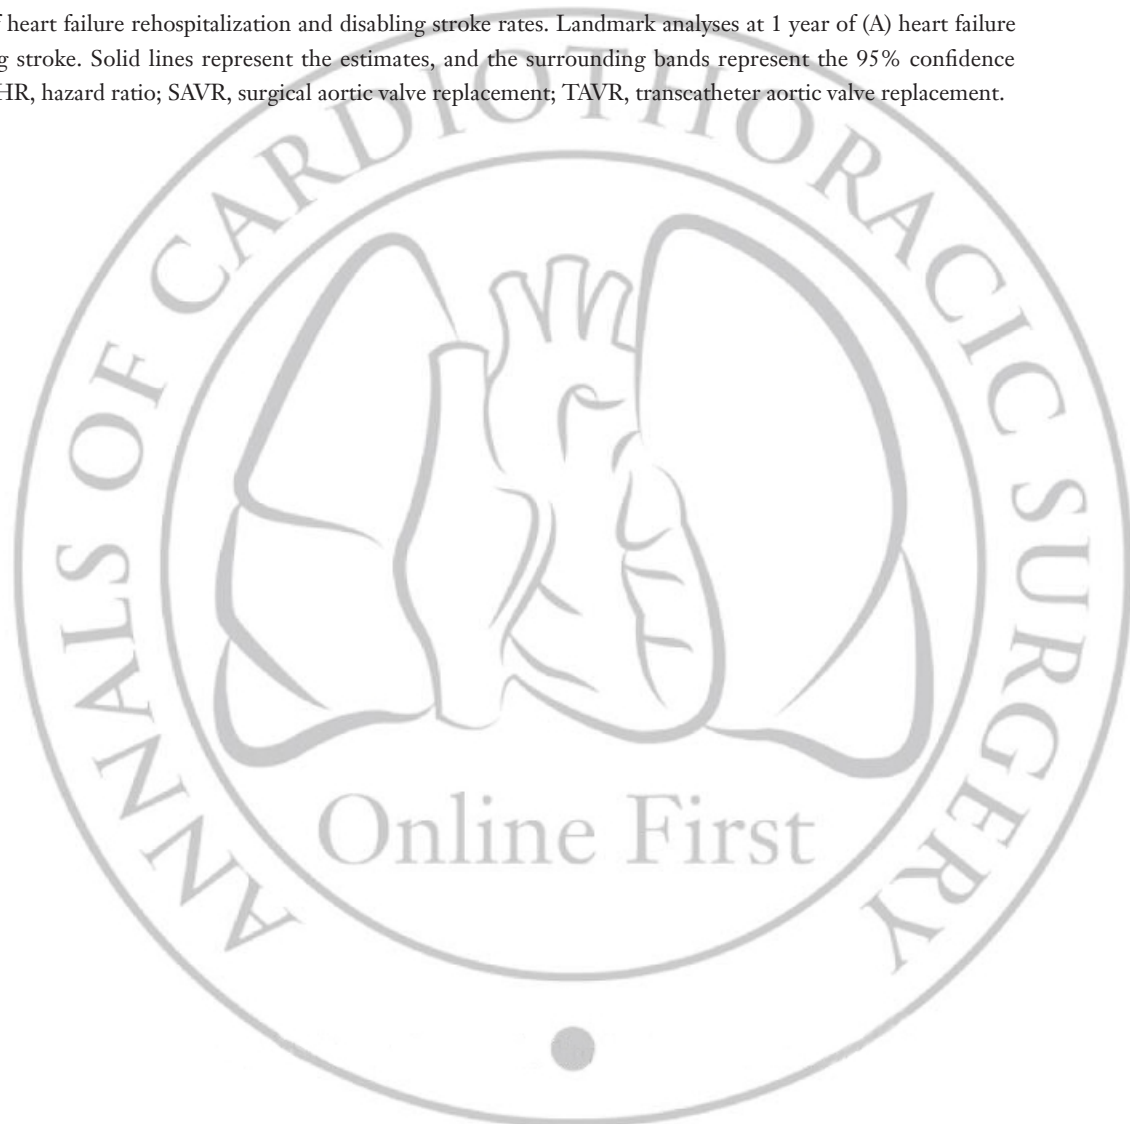 f heart failure rehospitalization and disabling stroke rates. Landmark analyses at 1 year of (A) heart failure
g stroke. Solid lines represent the estimates, and the surrounding bands represent the 95% confidence
HR, hazard ratio; SAVR, surgical aortic valve replacement; TAVR, transcatheter aortic valve replacement.
ANNALS OF CARDIOTHORACIC SURGERY
Online First